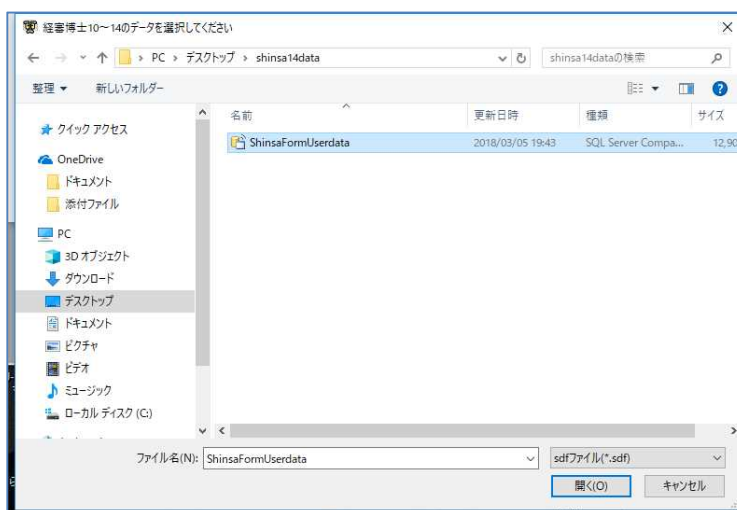 経審博士10～14のデータを選択してください
PC › デスクトップ › shinsa14data
shinsa14dataの検索
整理 新しいフォルダー
名前 更新日時 種類 サイズ
ShinsaFormUserdata 2018/03/05 19:43 SQL Server Compa... 12,90
クイック アクセス
OneDrive
ドキュメント
添付ファイル
PC
3D オブジェクト
ダウンロード
デスクトップ
ドキュメント
ピクチャ
ビデオ
ミュージック
ローカル ディスク (C:)
ファイル名(N): ShinsaFormUserdata sdfファイル(*.sdf)
開く(O) キャンセル